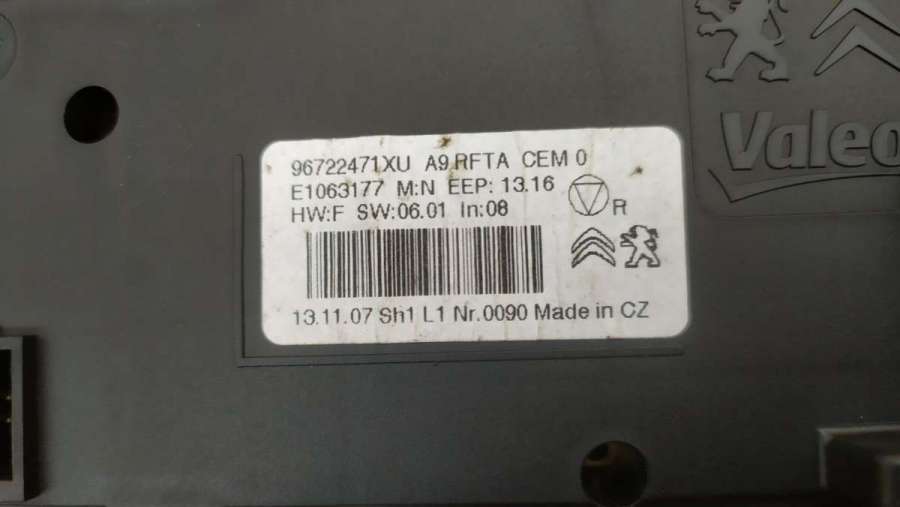 Valeo
96722471XU A9 RFTA CEM 0
E1063177 M:N EEP: 13.16
HW:F SW:06.01 In:08
R
13.11.07 Sh1 L1 Nr.0090 Made in CZ